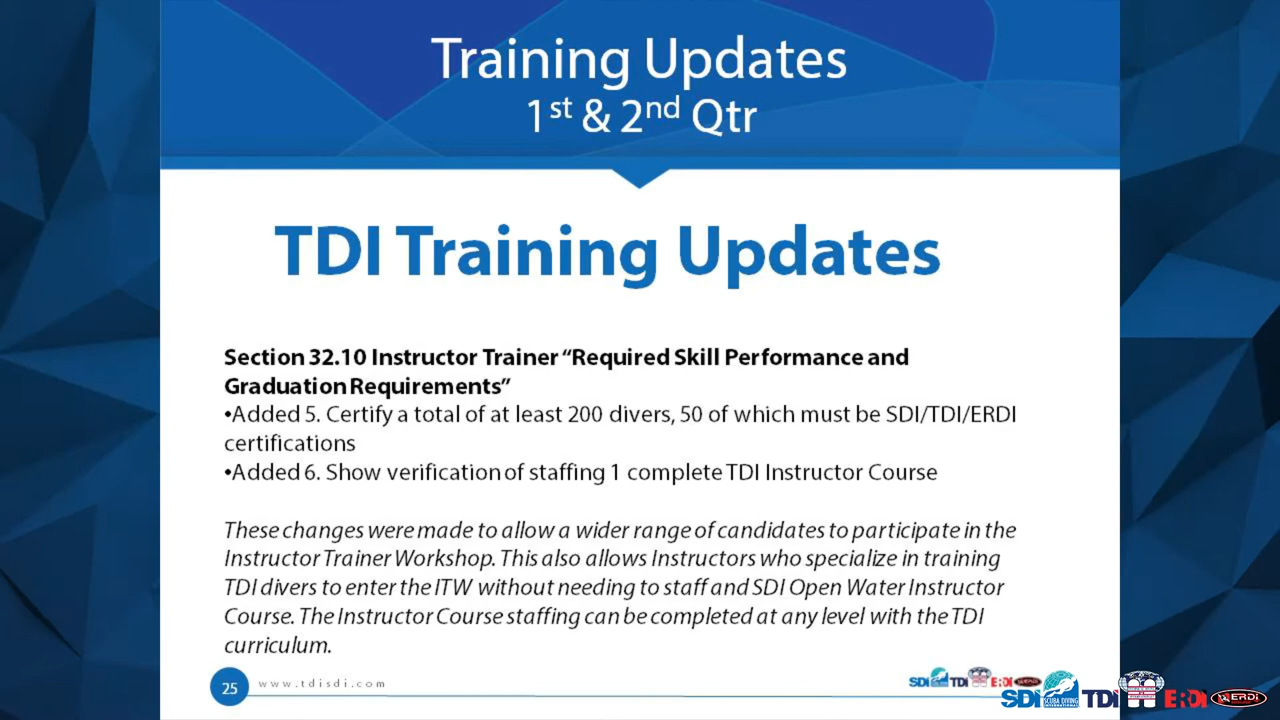 Training Updates
1st & 2nd Qtr
TDI Training Updates
Section 32.10 Instructor Trainer “Required Skill Performance and
Graduation Requirements”
•Added 5. Certify a total of at least 200 divers, 50 of which must be SDI/TDI/ERDI
certifications
•Added 6. Show verification of staffing 1 complete TDI Instructor Course
These changes were made to allow a wider range of candidates to participate in the
Instructor Trainer Workshop. This also allows Instructors who specialize in training
TDI divers to enter the ITW without needing to staff and SDI Open Water Instructor
Course. The Instructor Course staffing can be completed at any level with the TDI
curriculum.
25 www.tdisdi.com
SDI TDI ERDI
SDI SCUBA DIVING INTERNATIONAL TDI ERDI ERDI